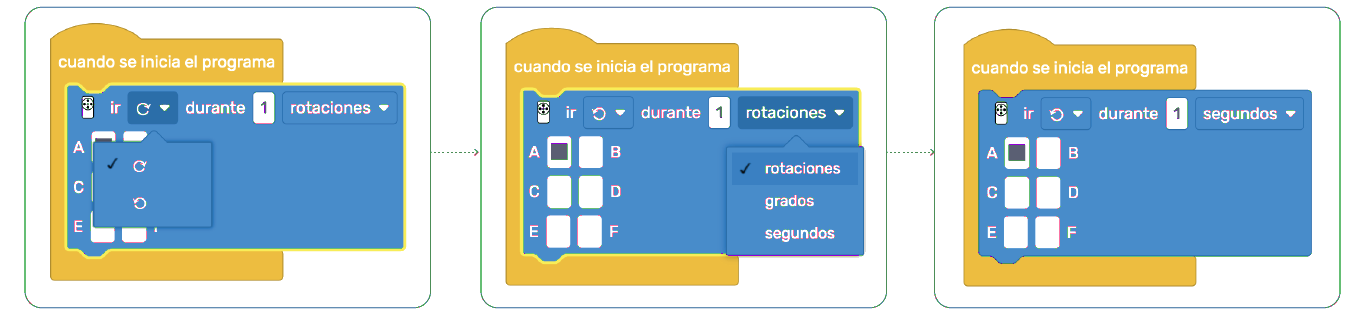 cuando se inicia el programa
ir durante 1 rotaciones
A
C
E
cuando se inicia el programa
ir durante 1 rotaciones
A B
C D
E F
rotaciones
grados
segundos
cuando se inicia el programa
ir durante 1 segundos
A B
C D
E F